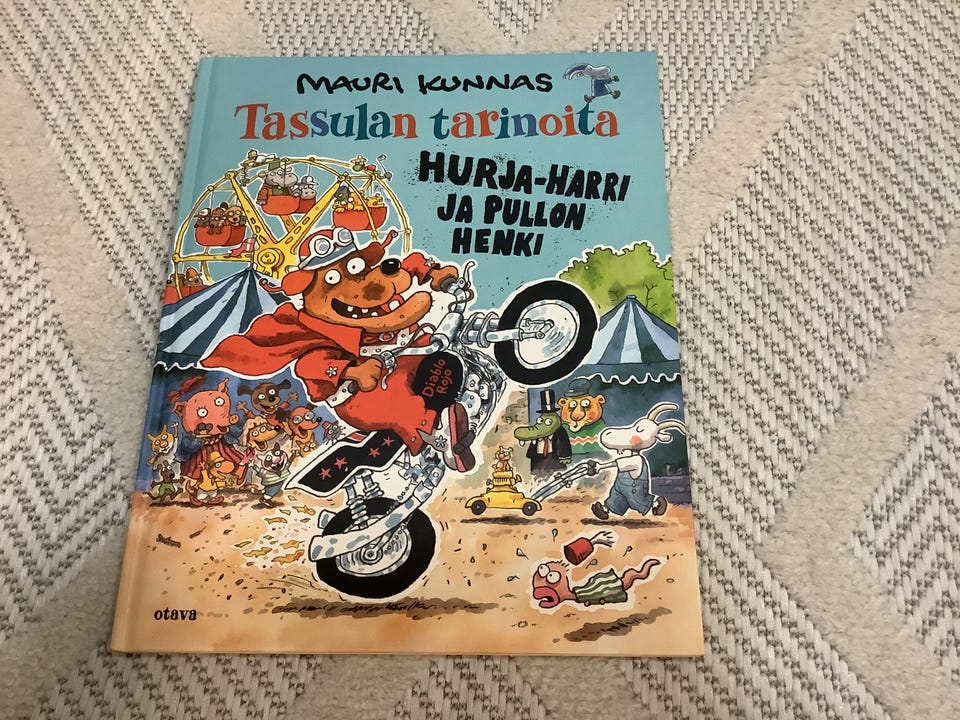 MAURI KUNNAS
Tassulan tarinoita
HURJA-HARRI
JA PULLON
HENKI
Diablo
Rojo
otava